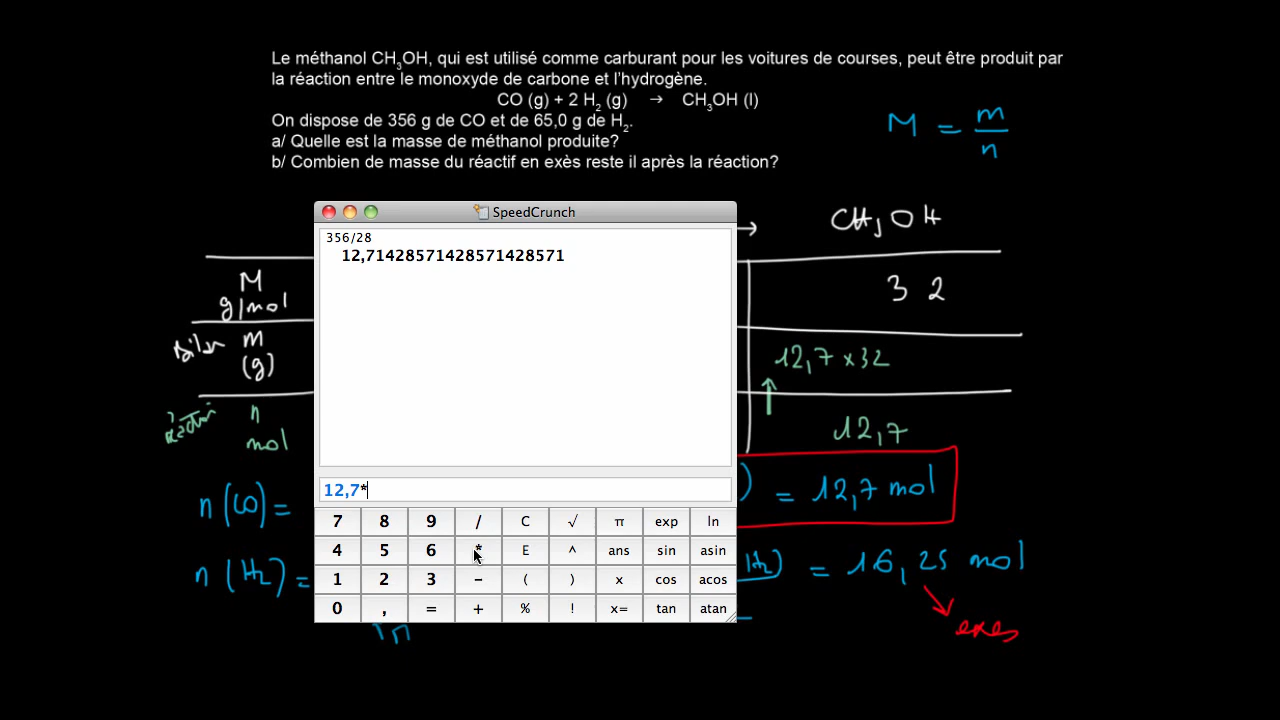 Le méthanol CH3OH, qui est utilisé comme carburant pour les voitures de courses, peut être produit par
la réaction entre le monoxyde de carbone et l'hydrogène.
CO (g) + 2 H2 (g) → CH3OH (l)
On dispose de 356 g de CO et de 65,0 g de H2.
a/ Quelle est la masse de méthanol produite?
b/ Combien de masse du réactif en exès reste il après la réaction?
M = m/n
SpeedCrunch
356/28
12,71428571428571428571
→ CH3OH
M
g/mol
32
Bilan m
(g)
12,7 x 32
n
mol
12,7
n (CO) =
) = 12,7 mol
n (H2) =
H2) = 16,25 mol
exes
12,7*
7 8 9 / C √ π exp ln
4 5 6 * E ^ ans sin asin
1 2 3 − ( ) x cos acos
0 , = + % ! x= tan atan